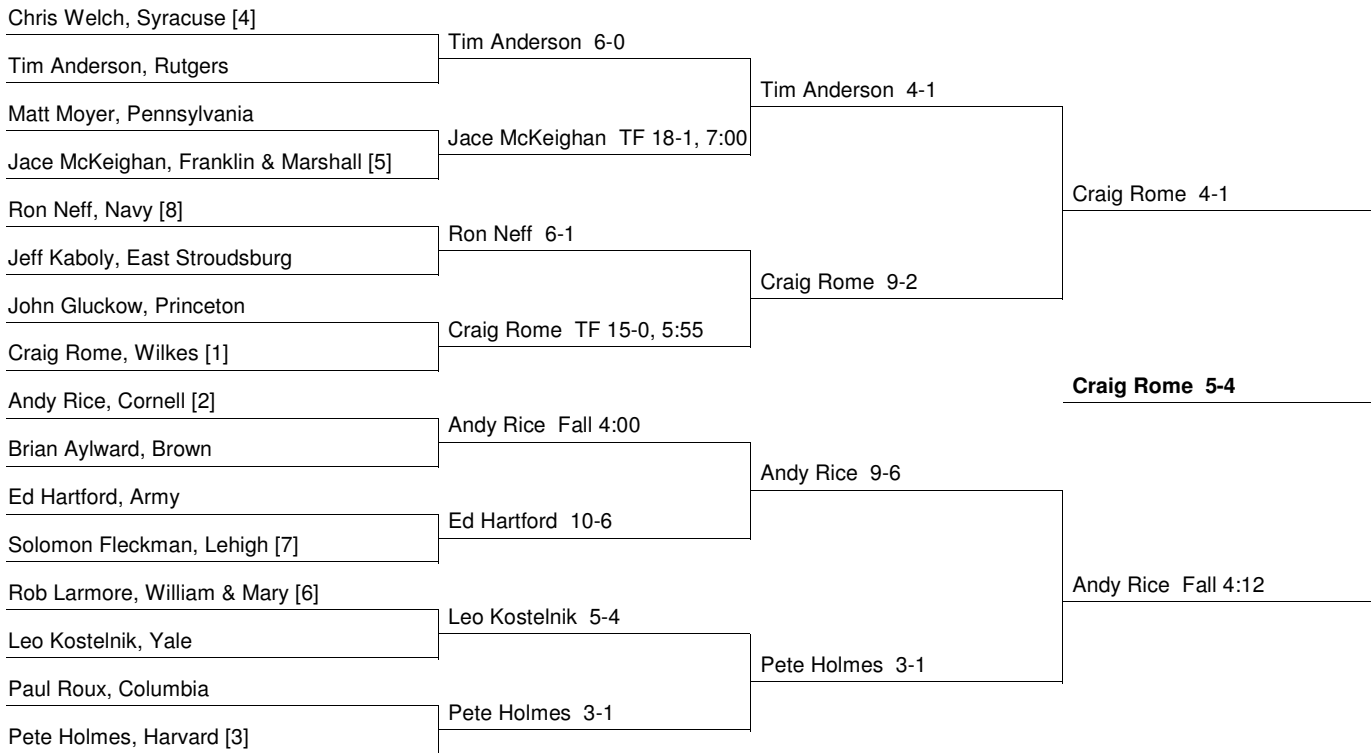 Chris Welch, Syracuse [4]
Tim Anderson 6-0
Tim Anderson, Rutgers
Tim Anderson 4-1
Matt Moyer, Pennsylvania
Jace McKeighan TF 18-1, 7:00
Jace McKeighan, Franklin & Marshall [5]
Craig Rome 4-1
Ron Neff, Navy [8]
Ron Neff 6-1
Jeff Kaboly, East Stroudsburg
Craig Rome 9-2
John Gluckow, Princeton
Craig Rome TF 15-0, 5:55
Craig Rome, Wilkes [1]
Craig Rome 5-4
Andy Rice, Cornell [2]
Andy Rice Fall 4:00
Brian Aylward, Brown
Andy Rice 9-6
Ed Hartford, Army
Ed Hartford 10-6
Solomon Fleckman, Lehigh [7]
Andy Rice Fall 4:12
Rob Larmore, William & Mary [6]
Leo Kostelnik 5-4
Leo Kostelnik, Yale
Pete Holmes 3-1
Paul Roux, Columbia
Pete Holmes 3-1
Pete Holmes, Harvard [3]